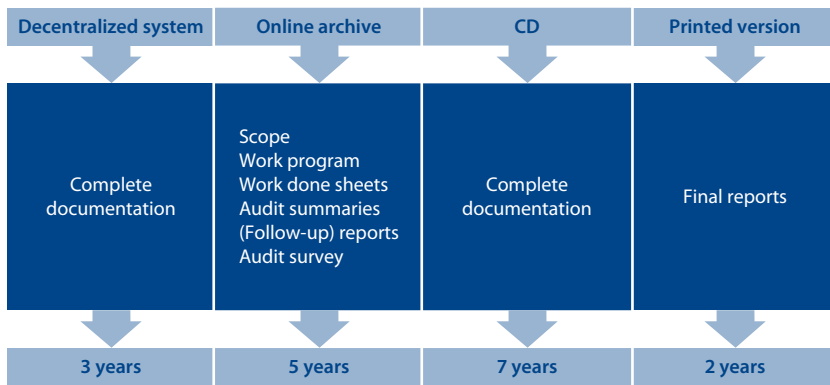 Decentralized system
Online archive
CD
Printed version
Complete
documentation
Scope
Work program
Work done sheets
Audit summaries
(Follow-up) reports
Audit survey
Complete
documentation
Final reports
3 years
5 years
7 years
2 years